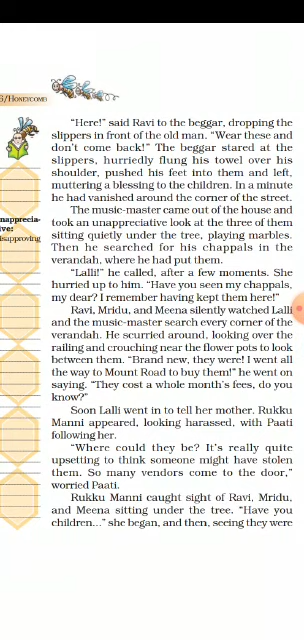 6/HONEYCOMB
"Here!" said Ravi to the beggar, dropping the
slippers in front of the old man. "Wear these and
don't come back!" The beggar stared at the
slippers, hurriedly flung his towel over his
shoulder, pushed his feet into them and left,
muttering a blessing to the children. In a minute
he had vanished around the corner of the street.
The music-master came out of the house and
took an unappreciative look at the three of them
sitting quietly under the tree, playing marbles.
Then he searched for his chappals in the
verandah, where he had put them.
napprecia-
ive:
isapproving
"Lalli!" he called, after a few moments. She
hurried up to him. "Have you seen my chappals,
my dear? I remember having kept them here!"
Ravi, Mridu, and Meena silently watched Lalli
and the music-master search every corner of the
verandah. He scurried around, looking over the
railing and crouching near the flower pots to look
between them. "Brand new, they were! I went all
the way to Mount Road to buy them!" he went on
saying. "They cost a whole month's fees, do you
know?"
Soon Lalli went in to tell her mother. Rukku
Manni appeared, looking harassed, with Paati
following her.
"Where could they be? It's really quite
upsetting to think someone might have stolen
them. So many vendors come to the door,"
worried Paati.
Rukku Manni caught sight of Ravi, Mridu,
and Meena sitting under the tree. "Have you
children..." she began, and then, seeing they were